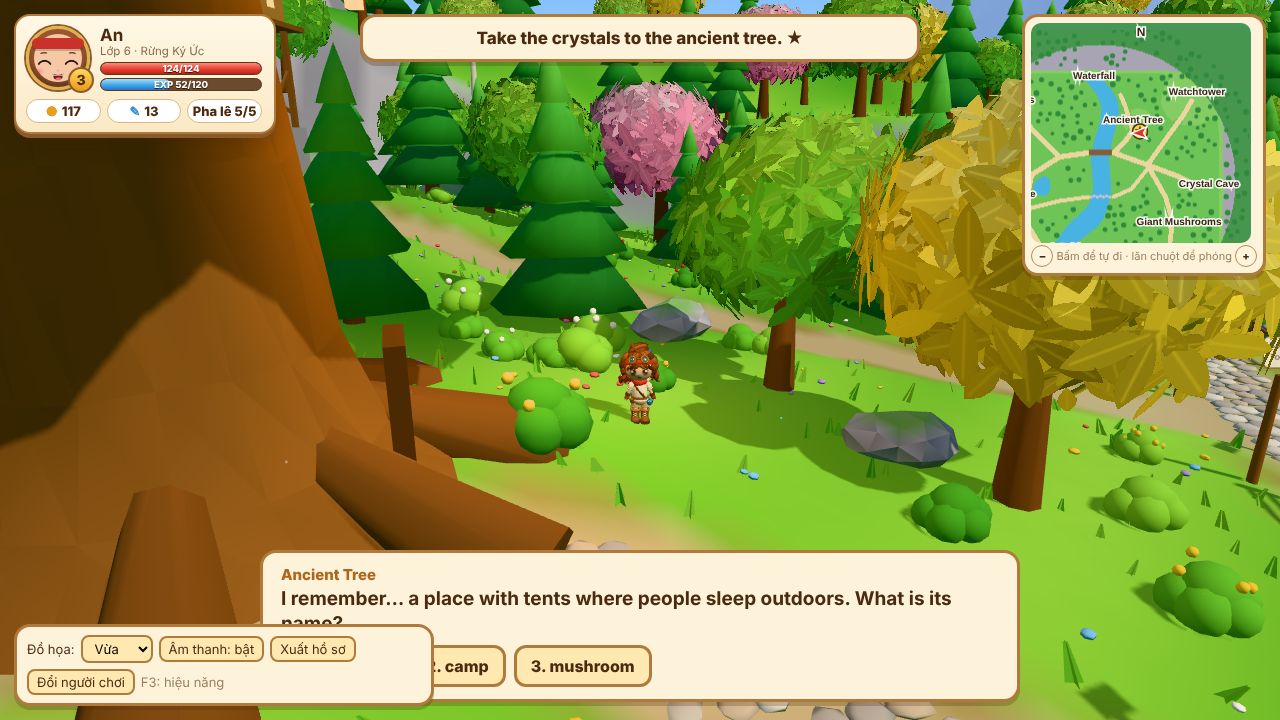 An
Lớp 6 · Rừng Ký Ức
124/124
3
EXP 52/120
117
13
Pha lê 5/5
Take the crystals to the ancient tree. ★
N
Waterfall
Watchtower
Ancient Tree
Crystal Cave
Giant Mushrooms
− Bấm để tự đi · lăn chuột để phóng +
Ancient Tree
I remember... a place with tents where people sleep outdoors. What is its
name?
2. camp
3. mushroom
Đồ họa: Vừa Âm thanh: bật Xuất hồ sơ
Đổi người chơi F3: hiệu năng